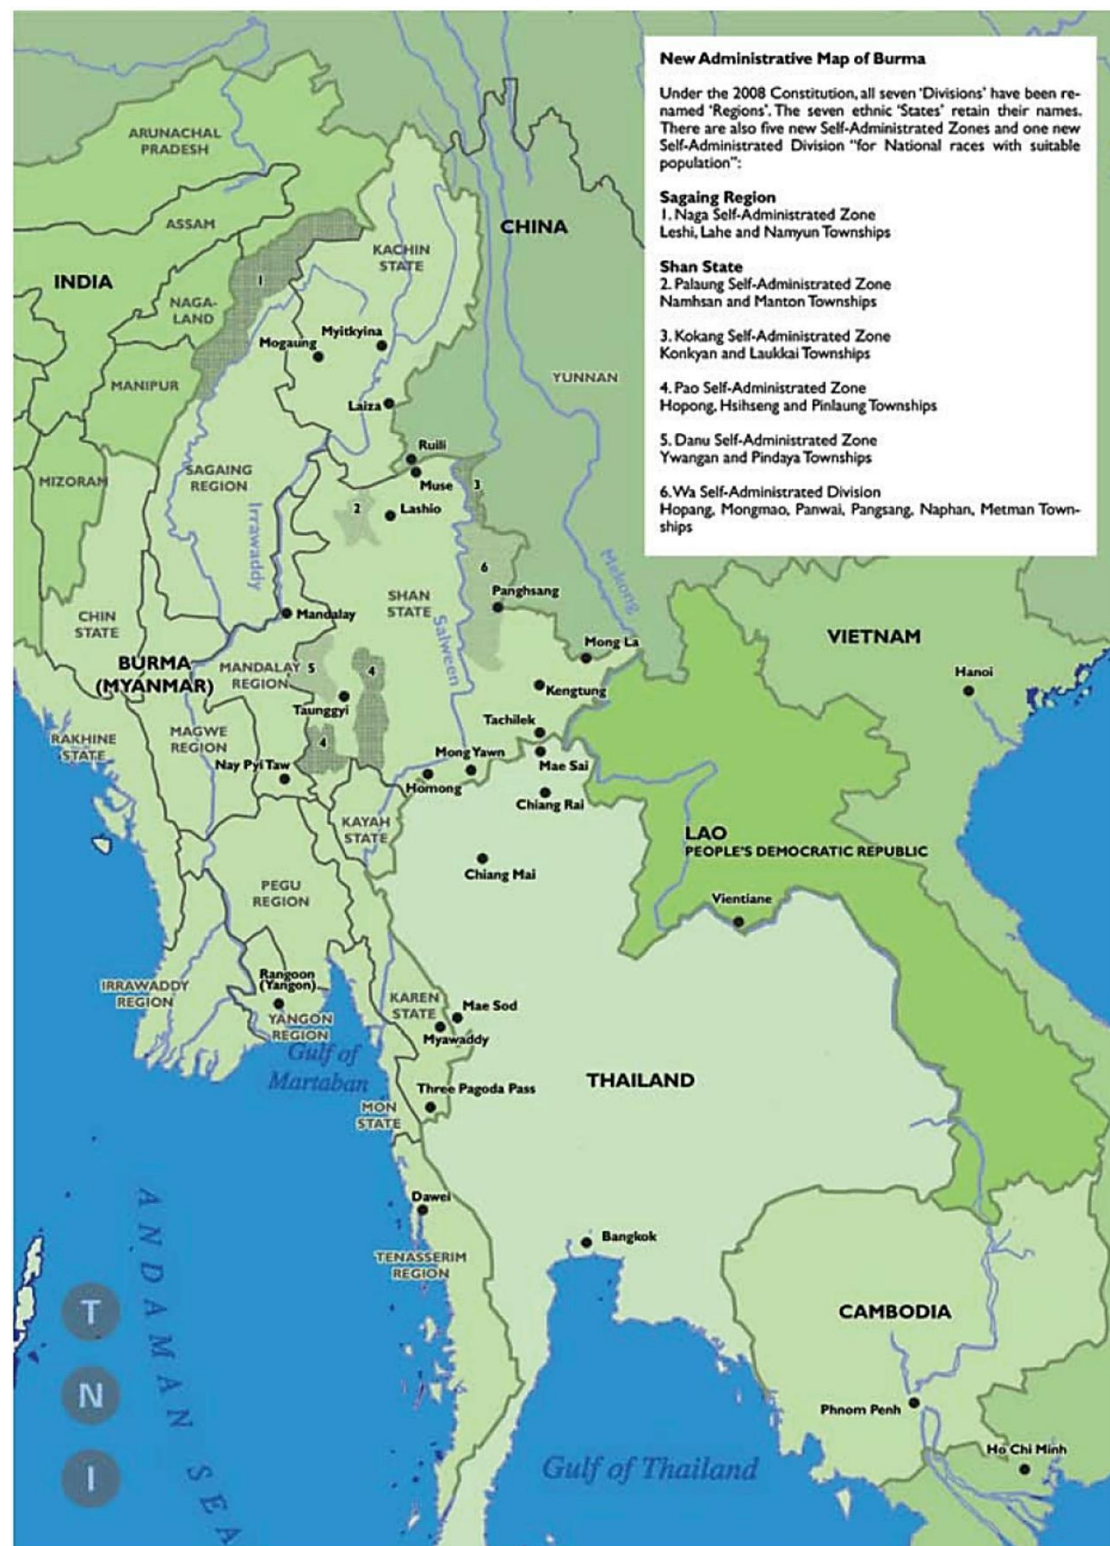 New Administrative Map of Burma
Under the 2008 Constitution, all seven 'Divisions' have been re-
named 'Regions'. The seven ethnic 'States' retain their names.
There are also five new Self-Administrated Zones and one new
Self-Administrated Division "for National races with suitable
population":
Sagaing Region
1. Naga Self-Administrated Zone
Leshi, Lahe and Namyun Townships
Shan State
2. Palaung Self-Administrated Zone
Namhsan and Manton Townships
3. Kokang Self-Administrated Zone
Konkyan and Laukkai Townships
4. Pao Self-Administrated Zone
Hopong, Hsihseng and Pinlaung Townships
5. Danu Self-Administrated Zone
Ywangan and Pindaya Townships
6. Wa Self-Administrated Division
Hopang, Mongmao, Panwai, Pangsang, Naphan, Metman Town-
ships
ARUNACHAL
PRADESH
ASSAM
CHINA
KACHIN
STATE
INDIA
1
NAGA-
LAND
Myitkyina
Mogaung
YUNNAN
MANIPUR
Laiza
Ruili
MIZORAM
SAGAING
REGION
Muse
3
2
Lashio
Irrawaddy
Mekong
6
Panghsang
SHAN
STATE
CHIN
STATE
Mandalay
Salween
VIETNAM
Mong La
BURMA
(MYANMAR)
MANDALAY
REGION
5
4
Hanoi
Kengtung
Taunggyi
Tachilek
RAKHINE
STATE
MAGWE
REGION
4
Mong Yawn
Nay Pyi Taw
Mae Sai
Homong
Chiang Rai
KAYAH
STATE
LAO
PEOPLE'S DEMOCRATIC REPUBLIC
Chiang Mai
PEGU
REGION
Vientiane
Rangoon
(Yangon)
IRRAWADDY
REGION
KAREN
STATE
Mae Sod
YANGON
REGION
Myawaddy
Gulf of
Martaban
THAILAND
Three Pagoda Pass
MON
STATE
Dawei
ANDAMAN SEA
Bangkok
TENASSERIM
REGION
T
N
I
CAMBODIA
Phnom Penh
Ho Chi Minh
Gulf of Thailand